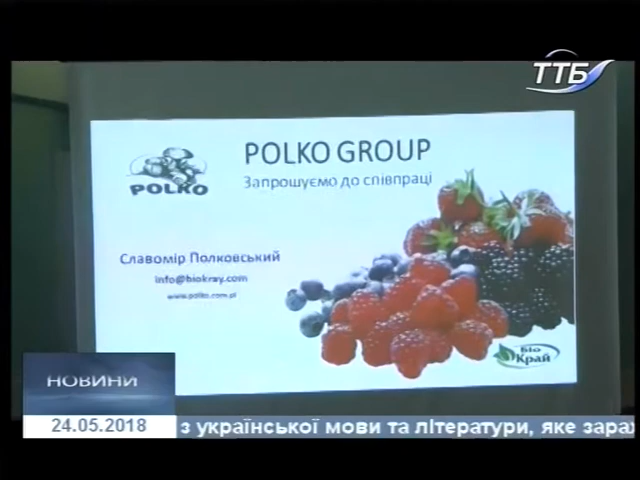 ТТБ
POLKO GROUP
Запрошуємо до співпраці
POLKO
Славомір Полковський
info@biokray.com
www.polko.com.pl
Біо
Край
НОВИНИ
24.05.2018
з української мови та літератури, яке зарах